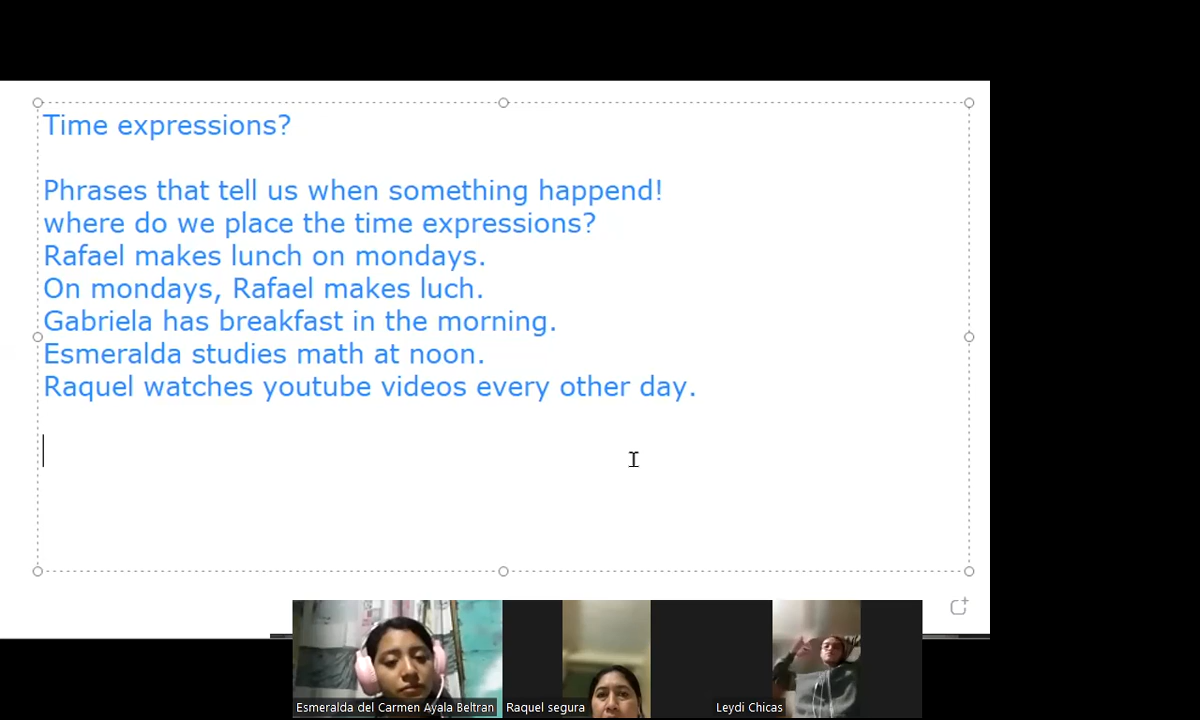 Time expressions?
Phrases that tell us when something happend!
where do we place the time expressions?
Rafael makes lunch on mondays.
On mondays, Rafael makes luch.
Gabriela has breakfast in the morning.
Esmeralda studies math at noon.
Raquel watches youtube videos every other day.
Esmeralda del Carmen Ayala Beltran
Raquel segura
Leydi Chicas